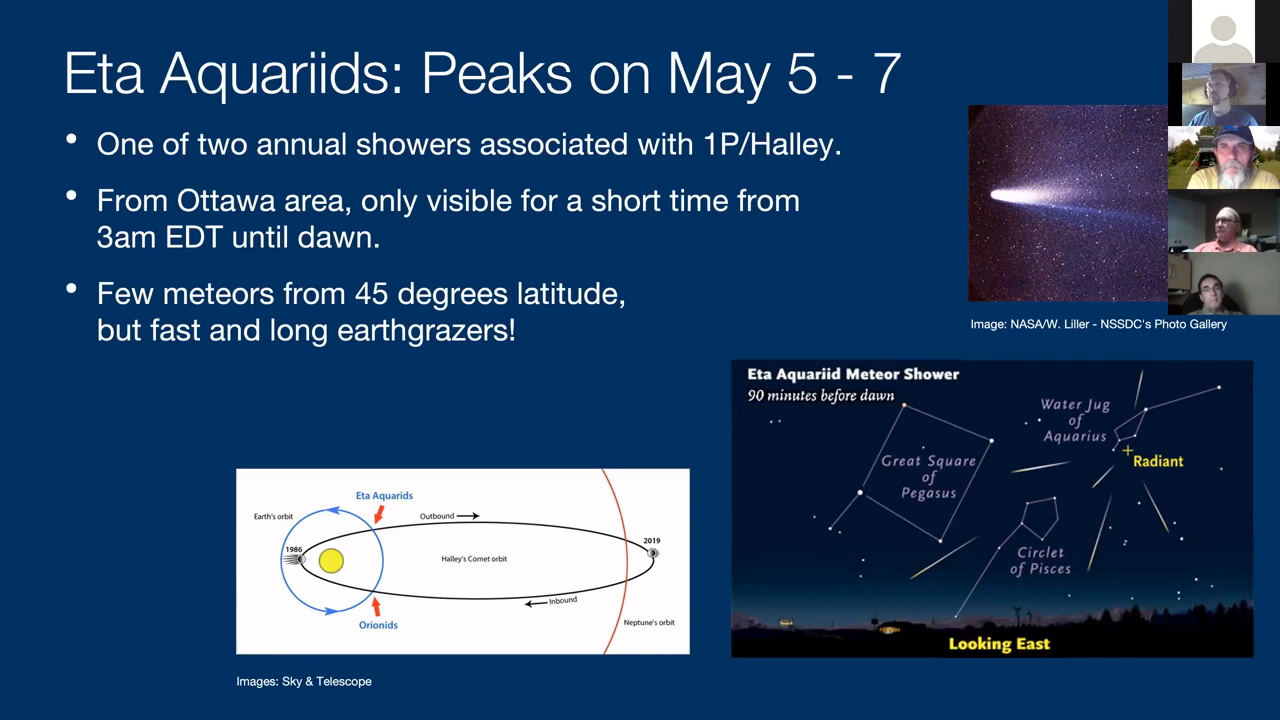 Eta Aquariids: Peaks on May 5 - 7
• One of two annual showers associated with 1P/Halley.
• From Ottawa area, only visible for a short time from
3am EDT until dawn.
• Few meteors from 45 degrees latitude,
but fast and long earthgrazers!
Image: NASA/W. Liller - NSSDC's Photo Gallery
Eta Aquariid Meteor Shower
90 minutes before dawn
Water Jug
of
Aquarius
Great Square
of
Pegasus
Radiant
Circlet
of Pisces
Looking East
Eta Aquarids
Earth's orbit
Outbound
1986
2019
Halley's Comet orbit
Inbound
Orionids
Neptune's orbit
Images: Sky & Telescope